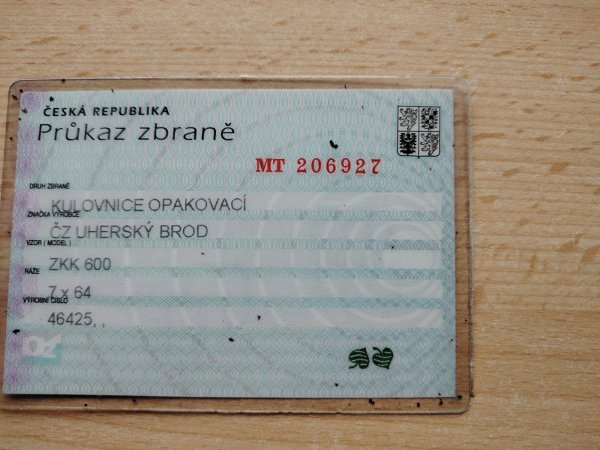 ČESKÁ REPUBLIKA
Průkaz zbraně
MT 206927
DRUH ZBRANĚ
KULOVNICE OPAKOVACÍ
ZNAČKA VÝROBCE
ČZ UHERSKÝ BROD
VZOR ( MODEL )
ZKK 600
RÁŽE
7 x 64
VÝROBNÍ ČÍSLO
46425,,